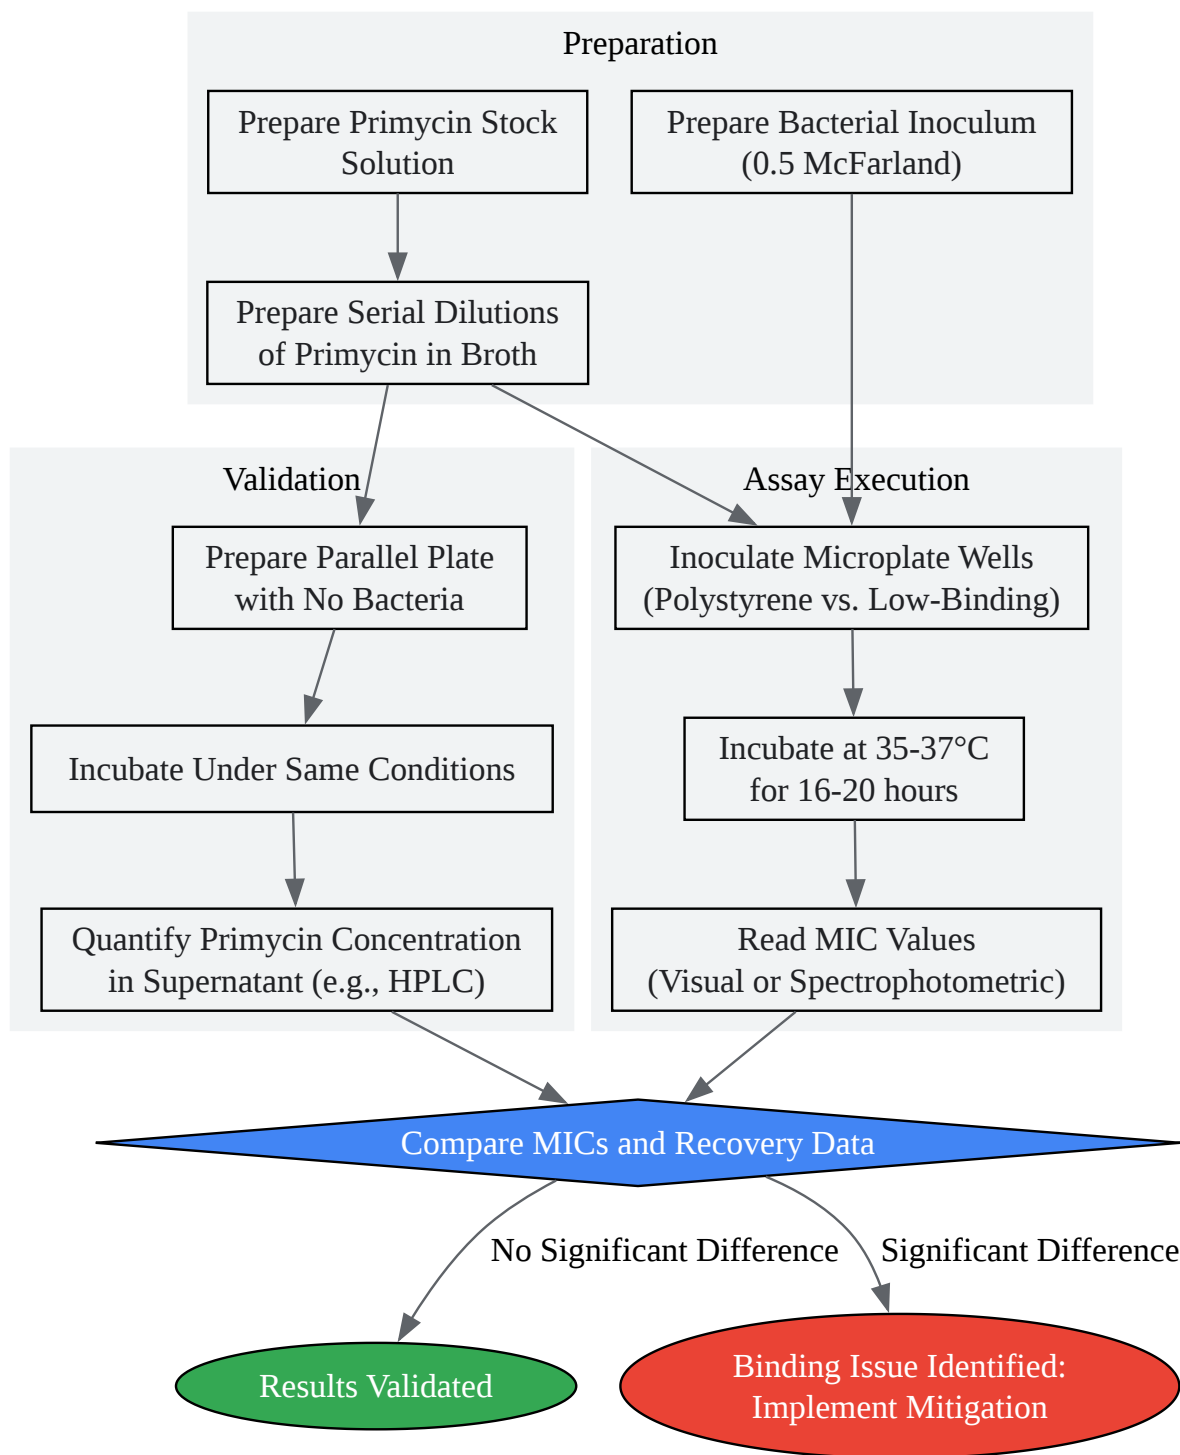 Preparation
Prepare Primycin Stock
Solution
Prepare Bacterial Inoculum
(0.5 McFarland)
Prepare Serial Dilutions
of Primycin in Broth
Validation
Assay Execution
Prepare Parallel Plate
with No Bacteria
Inoculate Microplate Wells
(Polystyrene vs. Low-Binding)
Incubate Under Same Conditions
Incubate at 35-37°C
for 16-20 hours
Quantify Primycin Concentration
in Supernatant (e.g., HPLC)
Read MIC Values
(Visual or Spectrophotometric)
Compare MICs and Recovery Data
No Significant Difference
Significant Difference
Results Validated
Binding Issue Identified:
Implement Mitigation